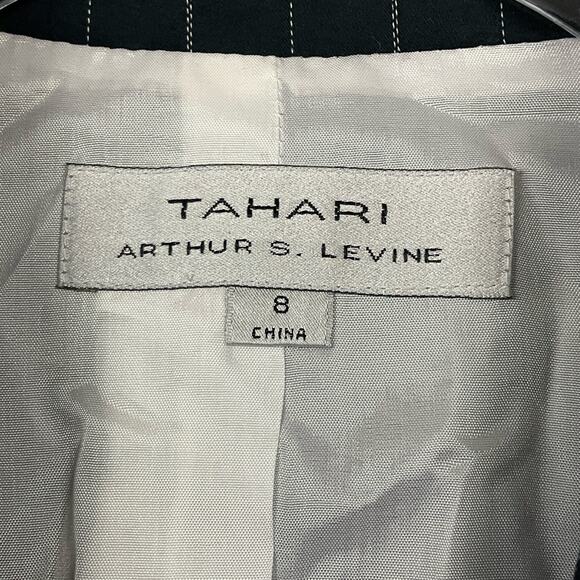 TAHARI
ARTHUR S. LEVINE
8
CHINA